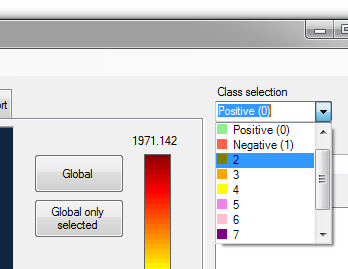 Class selection
rt
Positive (0)
Positive (0)
Negative (1)
2
3
4
5
6
7
1971.142
Global
Global only
selected